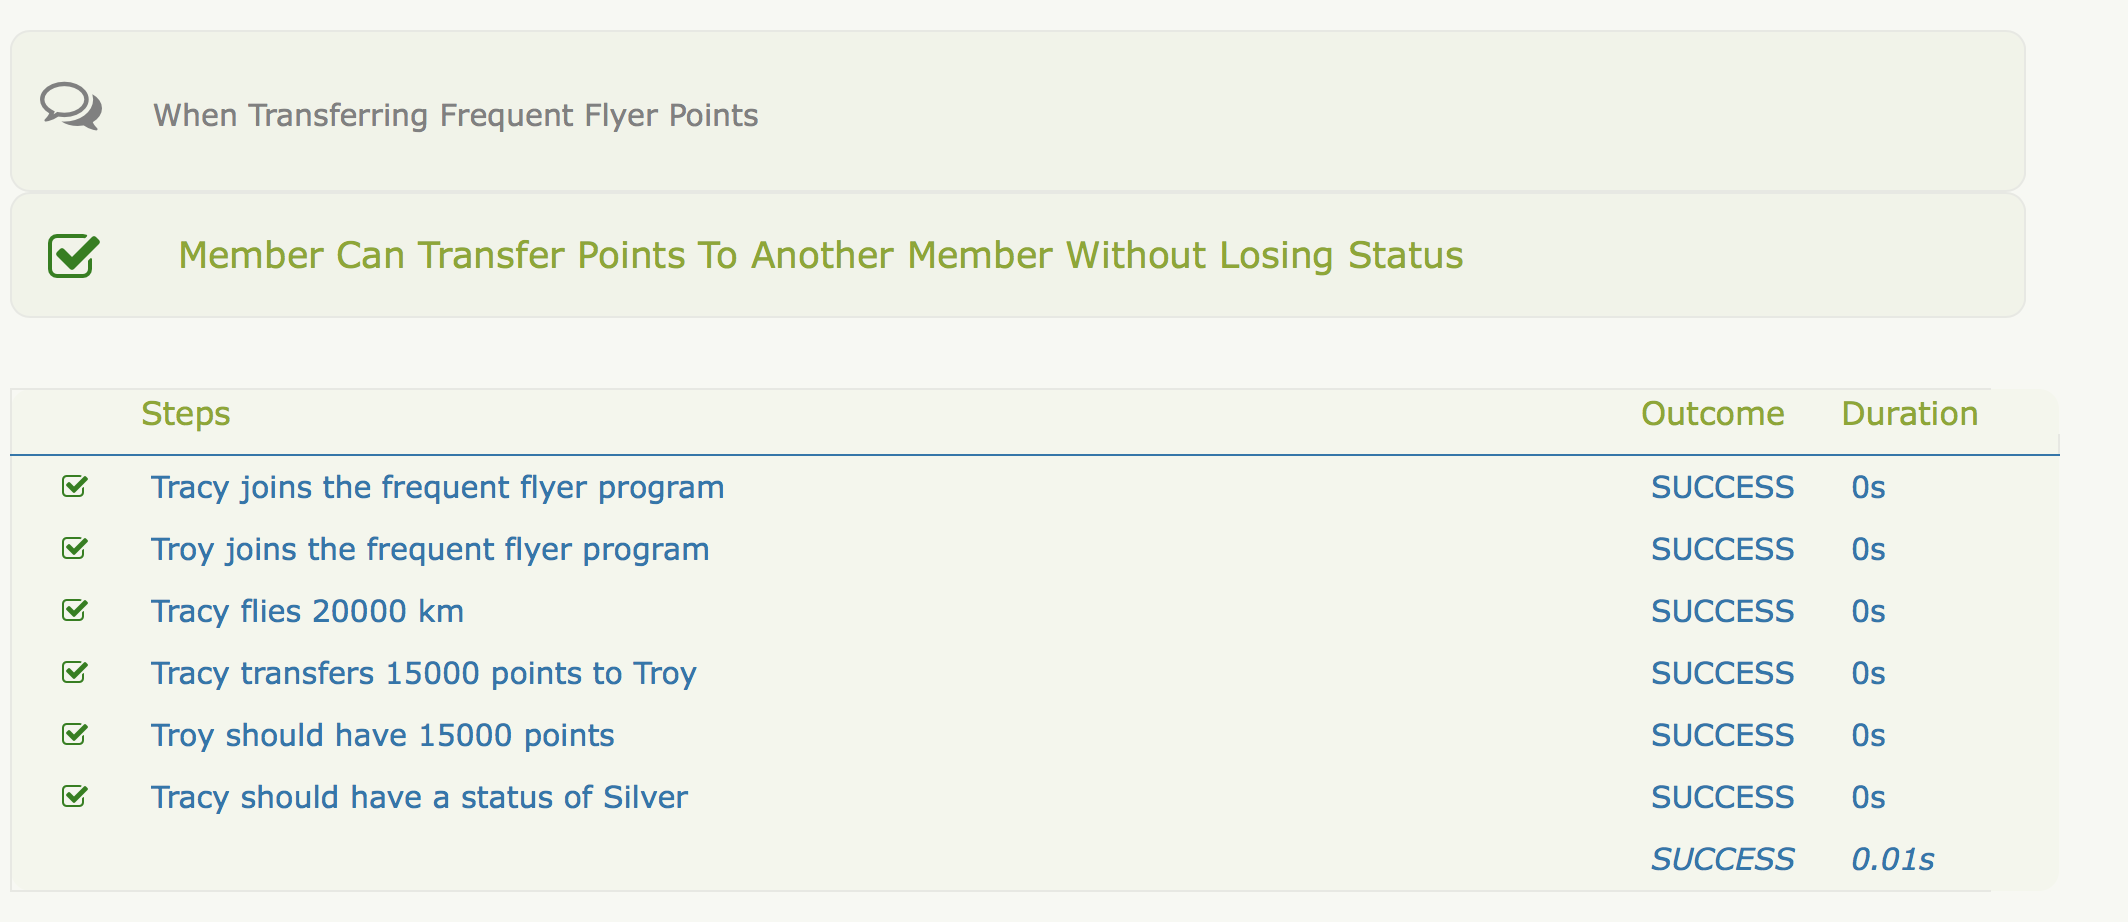 When Transferring Frequent Flyer Points
Member Can Transfer Points To Another Member Without Losing Status
Steps Outcome Duration
Tracy joins the frequent flyer program SUCCESS 0s
Troy joins the frequent flyer program SUCCESS 0s
Tracy flies 20000 km SUCCESS 0s
Tracy transfers 15000 points to Troy SUCCESS 0s
Troy should have 15000 points SUCCESS 0s
Tracy should have a status of Silver SUCCESS 0s
SUCCESS 0.01s